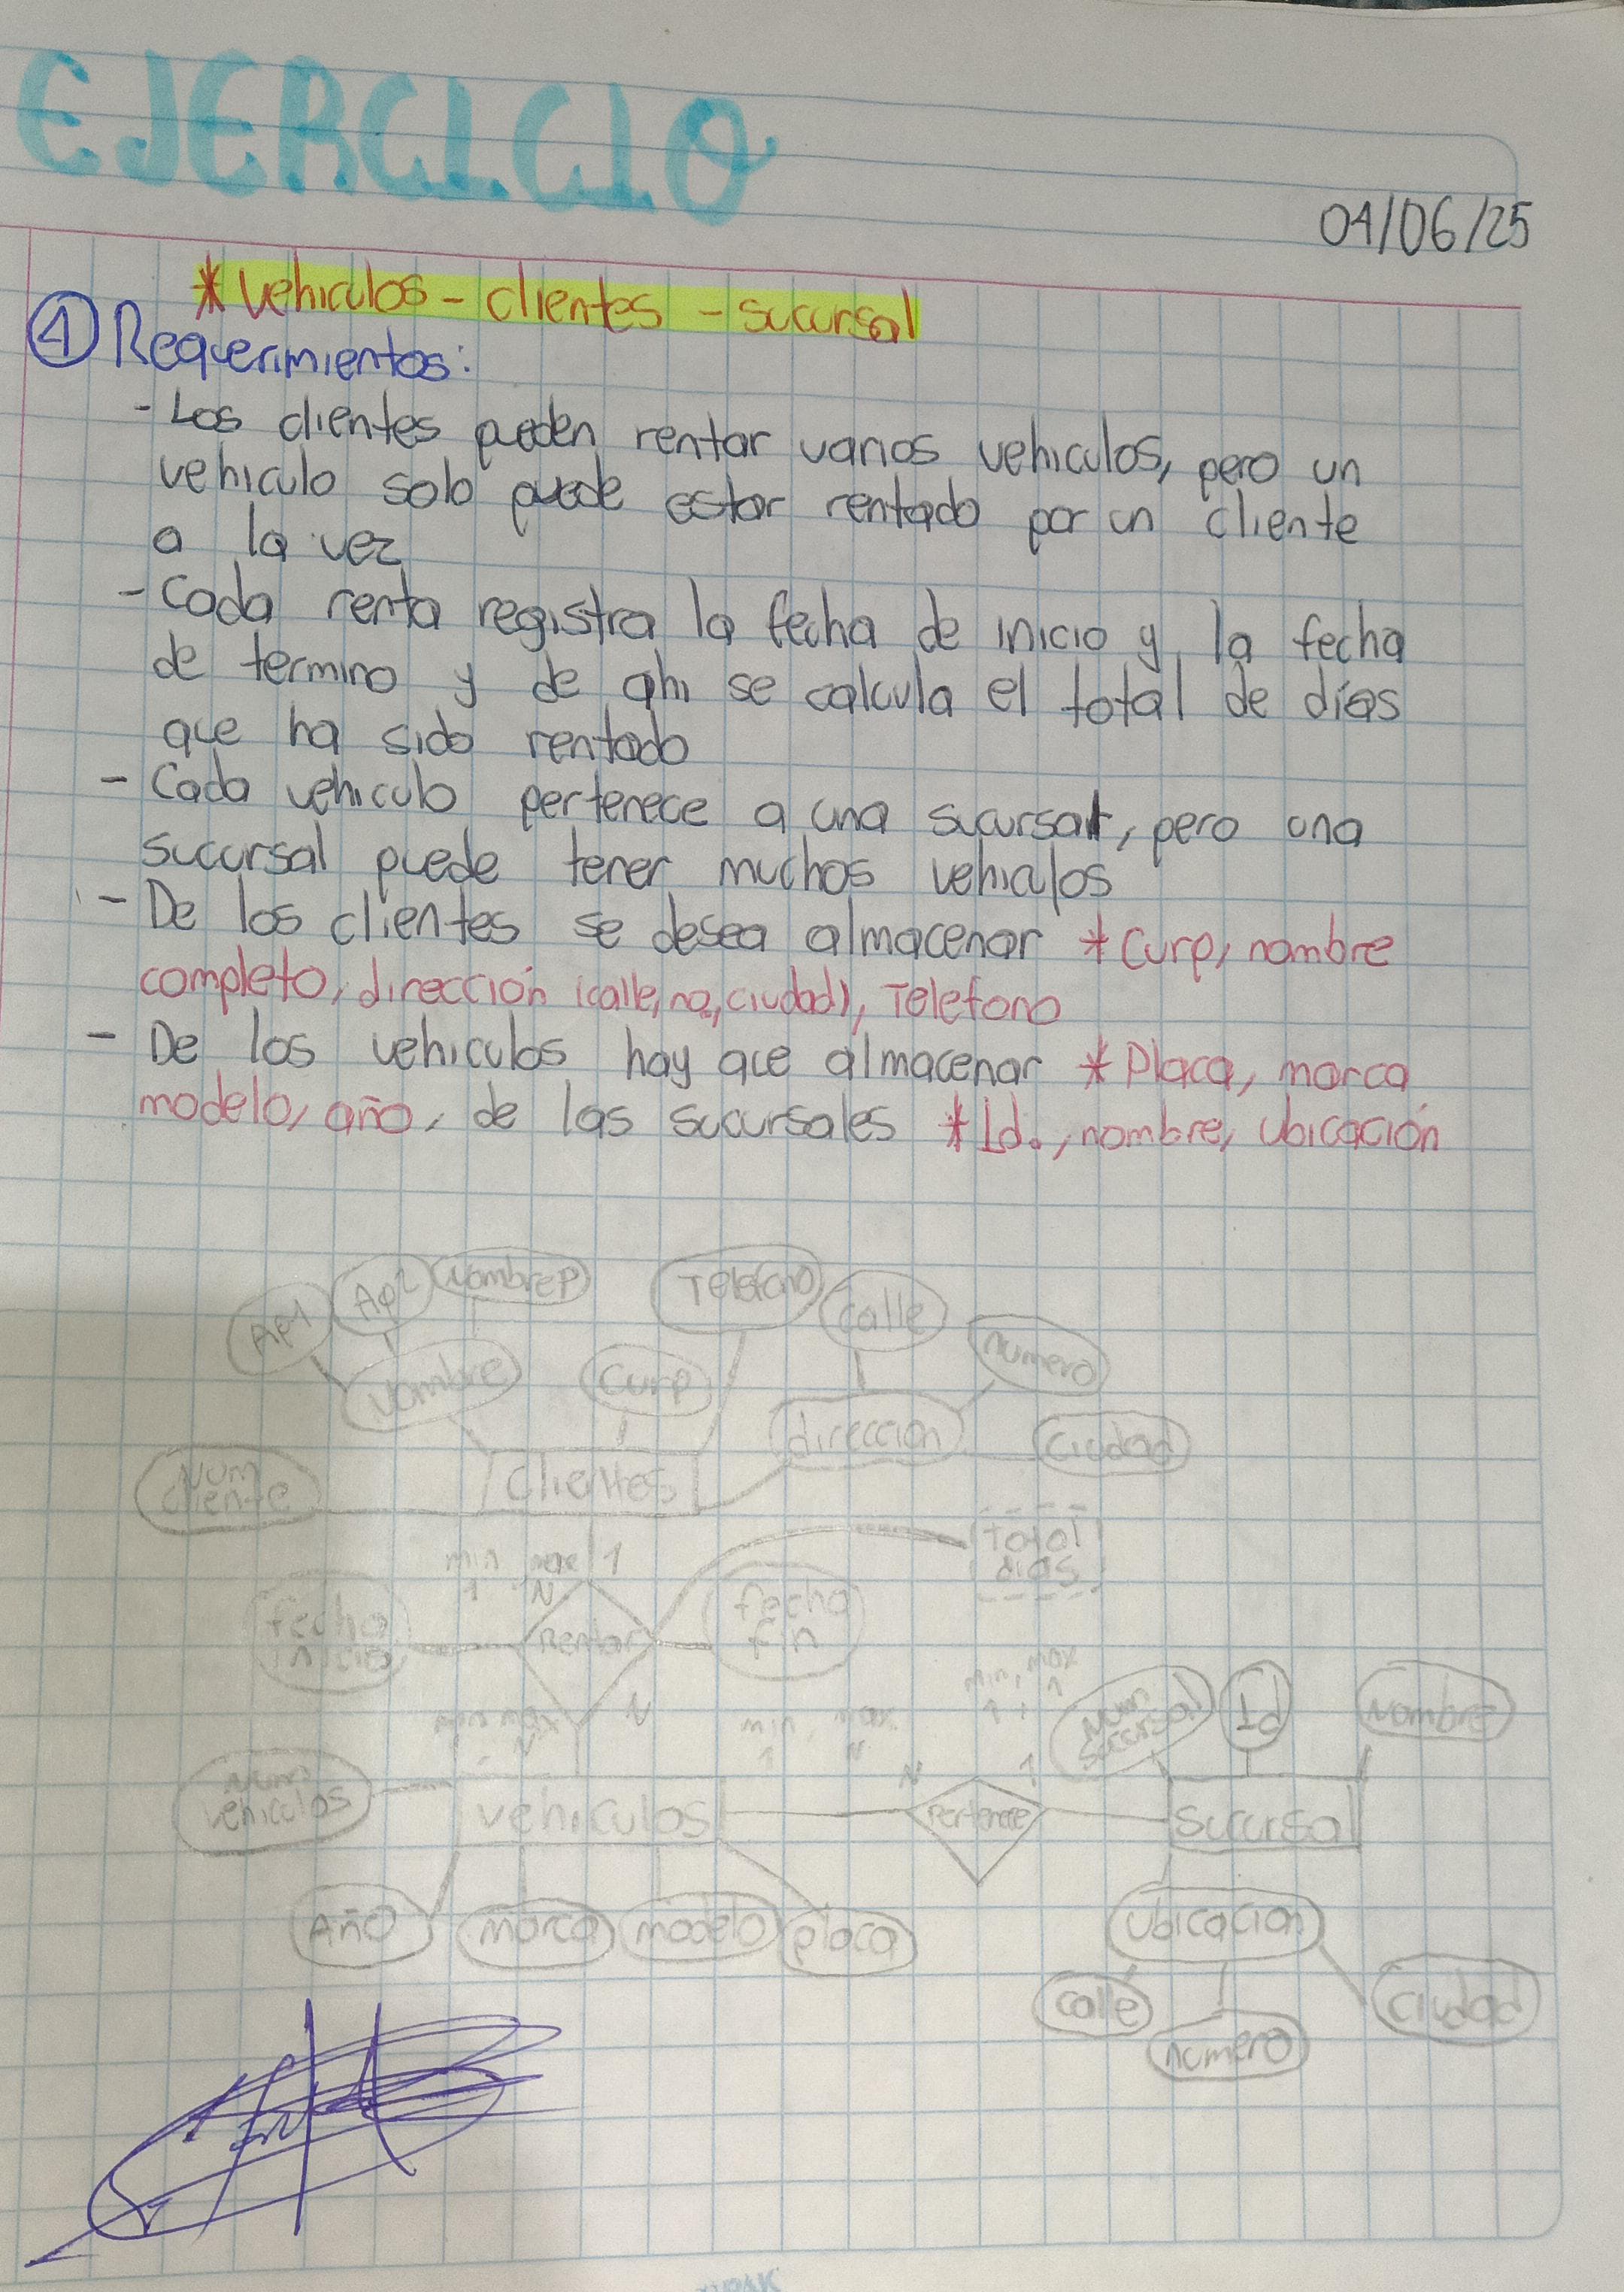 EJERCICIO
04/06/25
* vehiculos - clientes - sucursal
① Requerimientos:
- Los clientes pueden rentar varios vehiculos, pero un
vehiculo solo puede estar rentado por un cliente
a la vez
- Cada renta registra la fecha de inicio y la fecha
de termino y de ahi se calcula el total de días
que ha sido rentado
- Cada vehiculo pertenece a una sucursal, pero una
sucursal puede tener muchos vehiculos
- De los clientes se desea almacenar * Curp, nombre
completo, dirección (calle, no., ciudad), Telefono
- De los vehiculos hay que almacenar * Placa, marca
modelo, año, de las sucursales * Id., nombre, ubicación
Ap1 Ap2 Nombrep Telefono calle numero
Nombre Curp direccion ciudad
Num cliente
Clientes
total dias
min max 1
1, N
fecha inicio
Rentar
fecha fin
N
min max
N
min, max
1 N
min, max
1, 1
Num sucursal
Id
Nombre
Num vehiculos
vehiculos
N
Pertenece
1
Sucursal
Año marca modelo placa
Ubicacion
calle
numero
ciudad